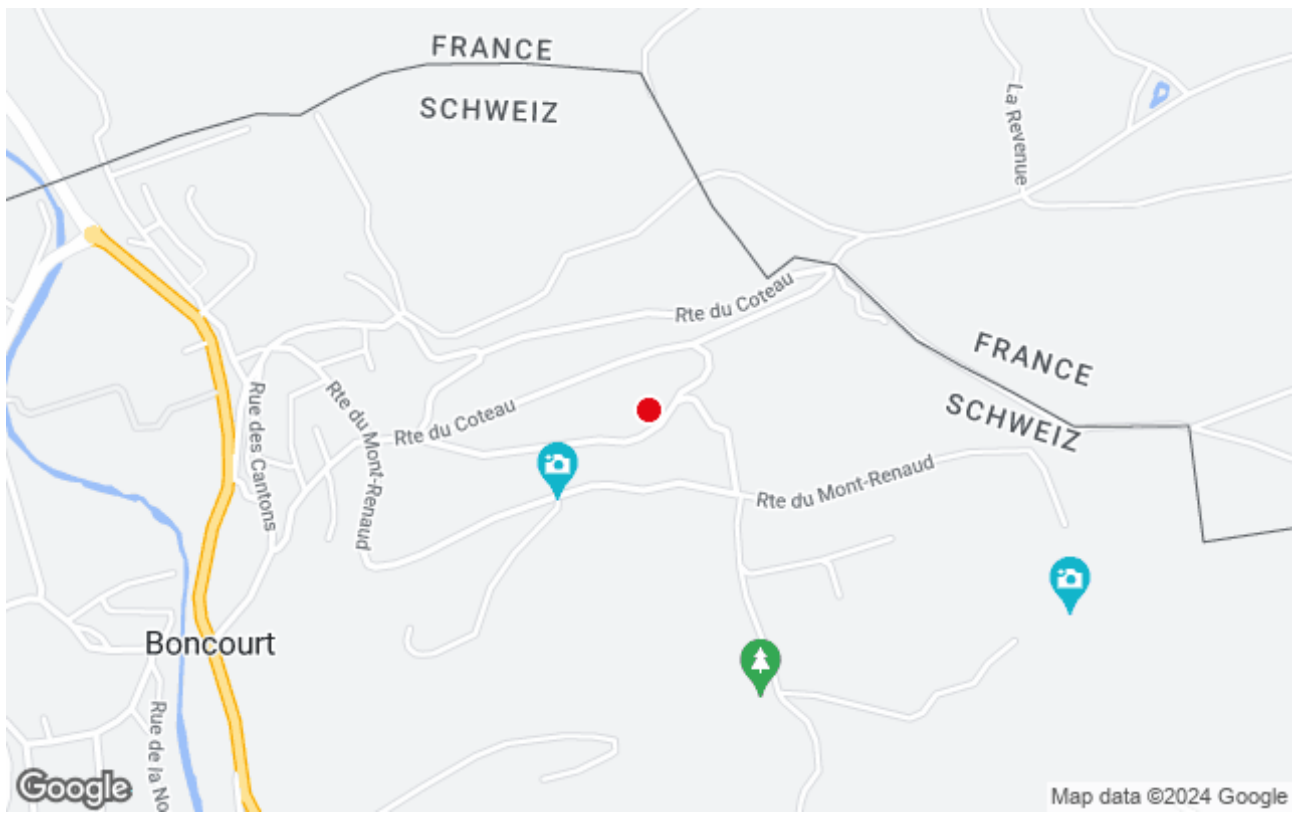 FRANCE
SCHWEIZ
La Revenue
Rte du Coteau
FRANCE
SCHWEIZ
Rte du Coteau
Rue des Cantons
Rte du Mont-Renaud
Rte du Mont-Renaud
Boncourt
Rue de la No
Google
Map data ©2024 Google